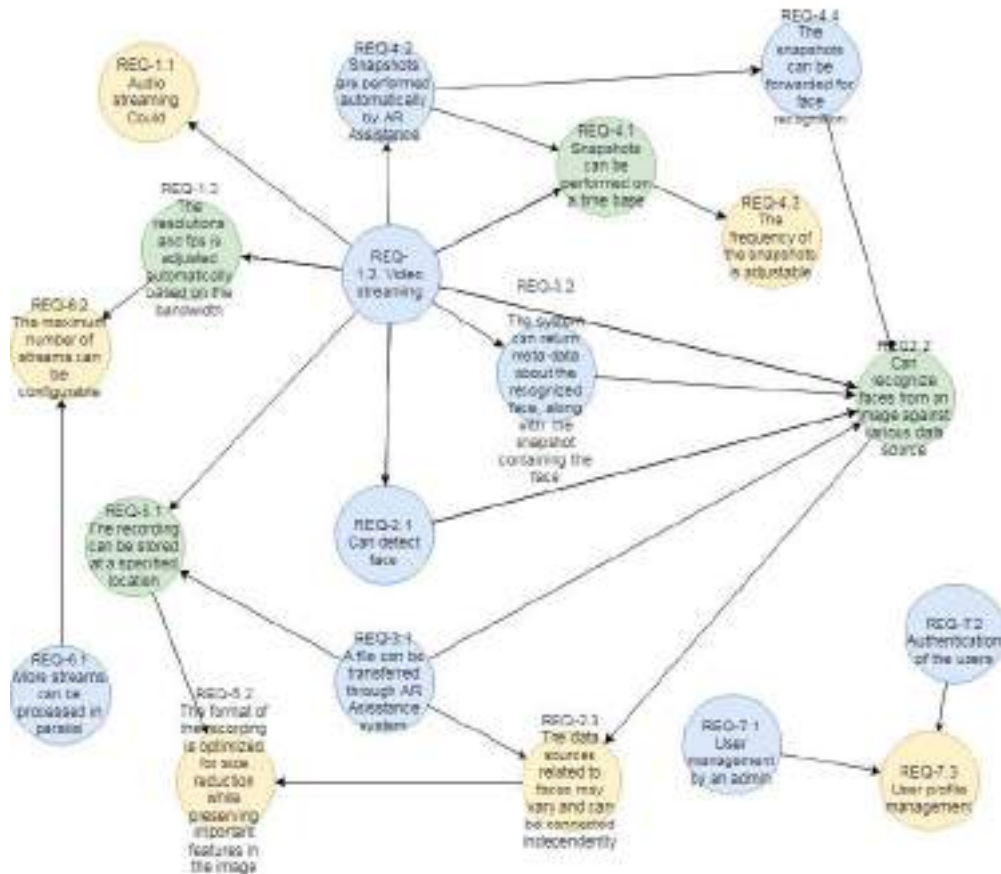 REQ-1.1
Audio
streaming
Could
REQ-4.2
Snapshots
are performed
automatically
by AR
Assistance
REQ-4.4
The
snapshots
can be
forwarded for
face
recognition
REQ-4.1
Snapshots
can be
performed on
a time base
REQ-4.3
The
frequency of
the snapshots
is adjustable
REQ-1.3
The
resolutions
and fps is
adjusted
automatically
based on the
bandwidth
REQ-
1.2. Video
streaming
REQ-6.2
The maximum
number of
streams can
be
configurable
REQ-3.2
The system
can return
meta-data
about the
recognized
face, along
with the
snapshot
containing the
face
REQ2.2
Can
recognize
faces from an
image against
various data
source
REQ-5.1
The recording
can be stored
at a specified
location
REQ-2.1
Can detect
face
REQ-3.1
A file can be
transferred
through AR
Assistance
system
REQ-7.2
Authentication
of the users
REQ-6.1
More streams
can be
processed in
parallel
REQ-5.2
The format of
the recording
is optimized
for size
reduction
while
preserving
important
features in
the image
REQ-2.3
The data
sources
related to
faces may
vary and can
be connected
independently
REQ-7.1
User
management
by an admin
REQ-7.3
User profile
management